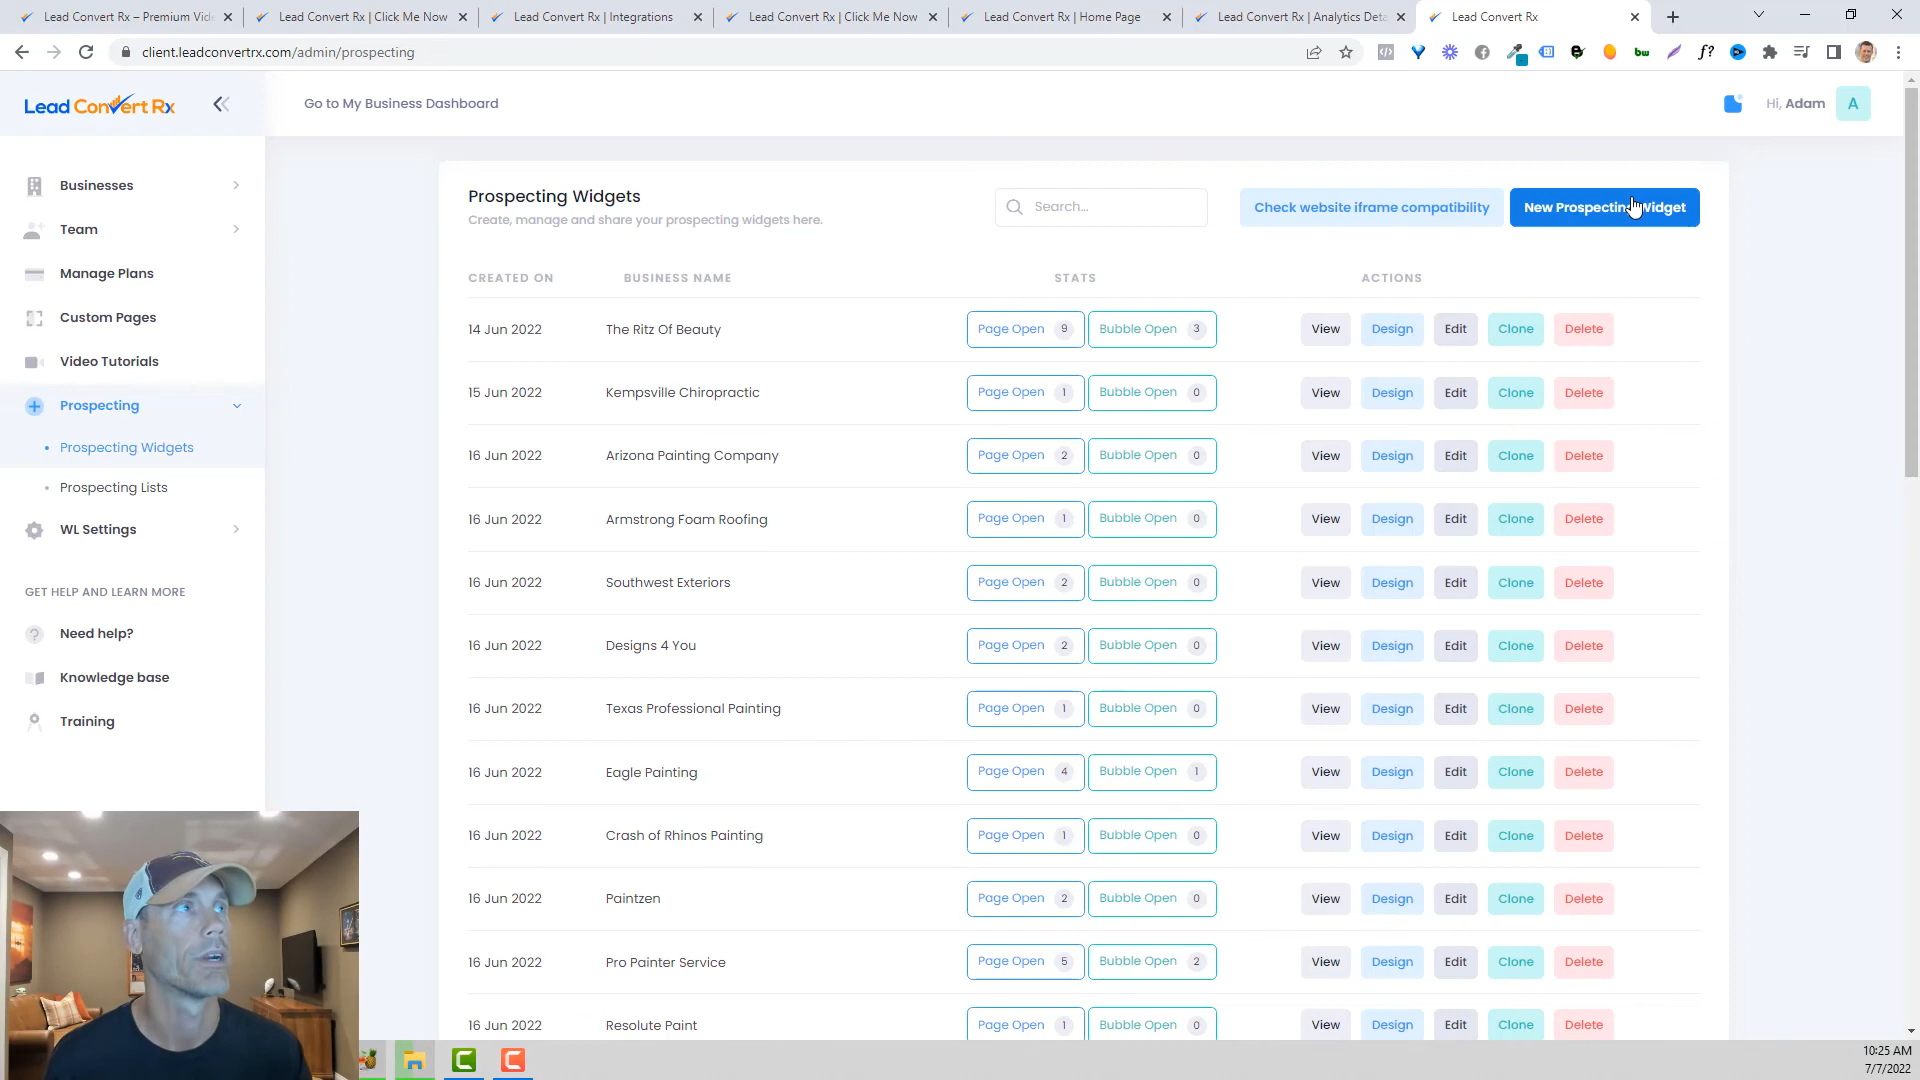 Lead Convert Rx – Premium Vid
Lead Convert Rx | Click Me Now
Lead Convert Rx | Integrations
Lead Convert Rx | Click Me Now
Lead Convert Rx | Home Page
Lead Convert Rx | Analytics Deta
Lead Convert Rx
client.leadconvertrx.com/admin/prospecting
bw
f?
Lead Convert Rx
Go to My Business Dashboard
Hi, Adam
A
Businesses
Team
Manage Plans
Custom Pages
Video Tutorials
Prospecting
Prospecting Widgets
Prospecting Lists
WL Settings
GET HELP AND LEARN MORE
Need help?
Knowledge base
Training
Prospecting Widgets
Create, manage and share your prospecting widgets here.
Search...
Check website iframe compatibility
New Prospecting Widget
CREATED ON BUSINESS NAME STATS ACTIONS
14 Jun 2022 The Ritz Of Beauty Page Open 9 Bubble Open 3 View Design Edit Clone Delete
15 Jun 2022 Kempsville Chiropractic Page Open 1 Bubble Open 0 View Design Edit Clone Delete
16 Jun 2022 Arizona Painting Company Page Open 2 Bubble Open 0 View Design Edit Clone Delete
16 Jun 2022 Armstrong Foam Roofing Page Open 1 Bubble Open 0 View Design Edit Clone Delete
16 Jun 2022 Southwest Exteriors Page Open 2 Bubble Open 0 View Design Edit Clone Delete
16 Jun 2022 Designs 4 You Page Open 2 Bubble Open 0 View Design Edit Clone Delete
16 Jun 2022 Texas Professional Painting Page Open 1 Bubble Open 0 View Design Edit Clone Delete
16 Jun 2022 Eagle Painting Page Open 4 Bubble Open 1 View Design Edit Clone Delete
16 Jun 2022 Crash of Rhinos Painting Page Open 1 Bubble Open 0 View Design Edit Clone Delete
16 Jun 2022 Paintzen Page Open 2 Bubble Open 0 View Design Edit Clone Delete
16 Jun 2022 Pro Painter Service Page Open 5 Bubble Open 2 View Design Edit Clone Delete
16 Jun 2022 Resolute Paint Page Open 1 Bubble Open 0 View Design Edit Clone Delete
10:25 AM
7/7/2022